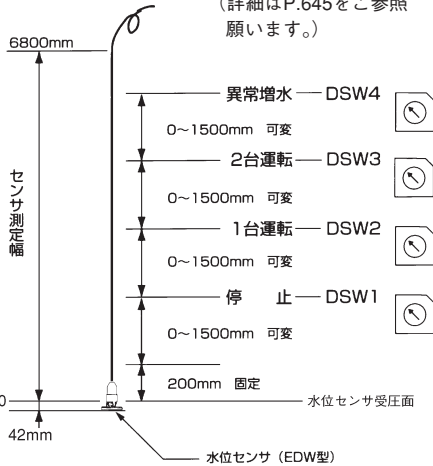 （詳細はP.645をご参照
願います。）
6800mm
異常増水 DSW4
0～1500mm 可変
2台運転 DSW3
センサ測定幅
0～1500mm 可変
1台運転 DSW2
0～1500mm 可変
停 止 DSW1
0～1500mm 可変
200mm 固定
0
水位センサ受圧面
42mm
水位センサ（EDW型）